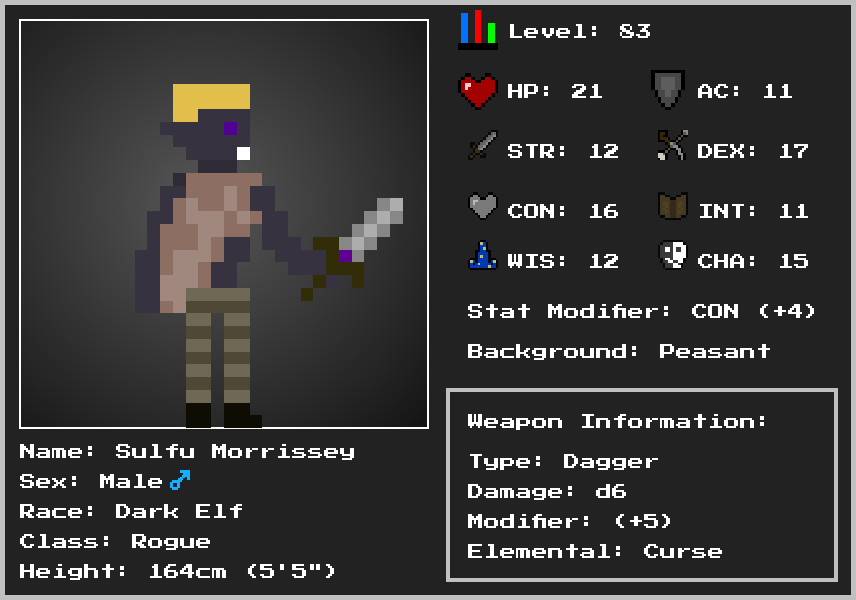 Level: 83
HP: 21 AC: 11
STR: 12 DEX: 17
CON: 16 INT: 11
WIS: 12 CHA: 15
Stat Modifier: CON (+4)
Background: Peasant
Weapon Information:
Type: Dagger
Damage: d6
Modifier: (+5)
Elemental: Curse
Name: Sulfu Morrissey
Sex: Male ♂
Race: Dark Elf
Class: Rogue
Height: 164cm (5'5")